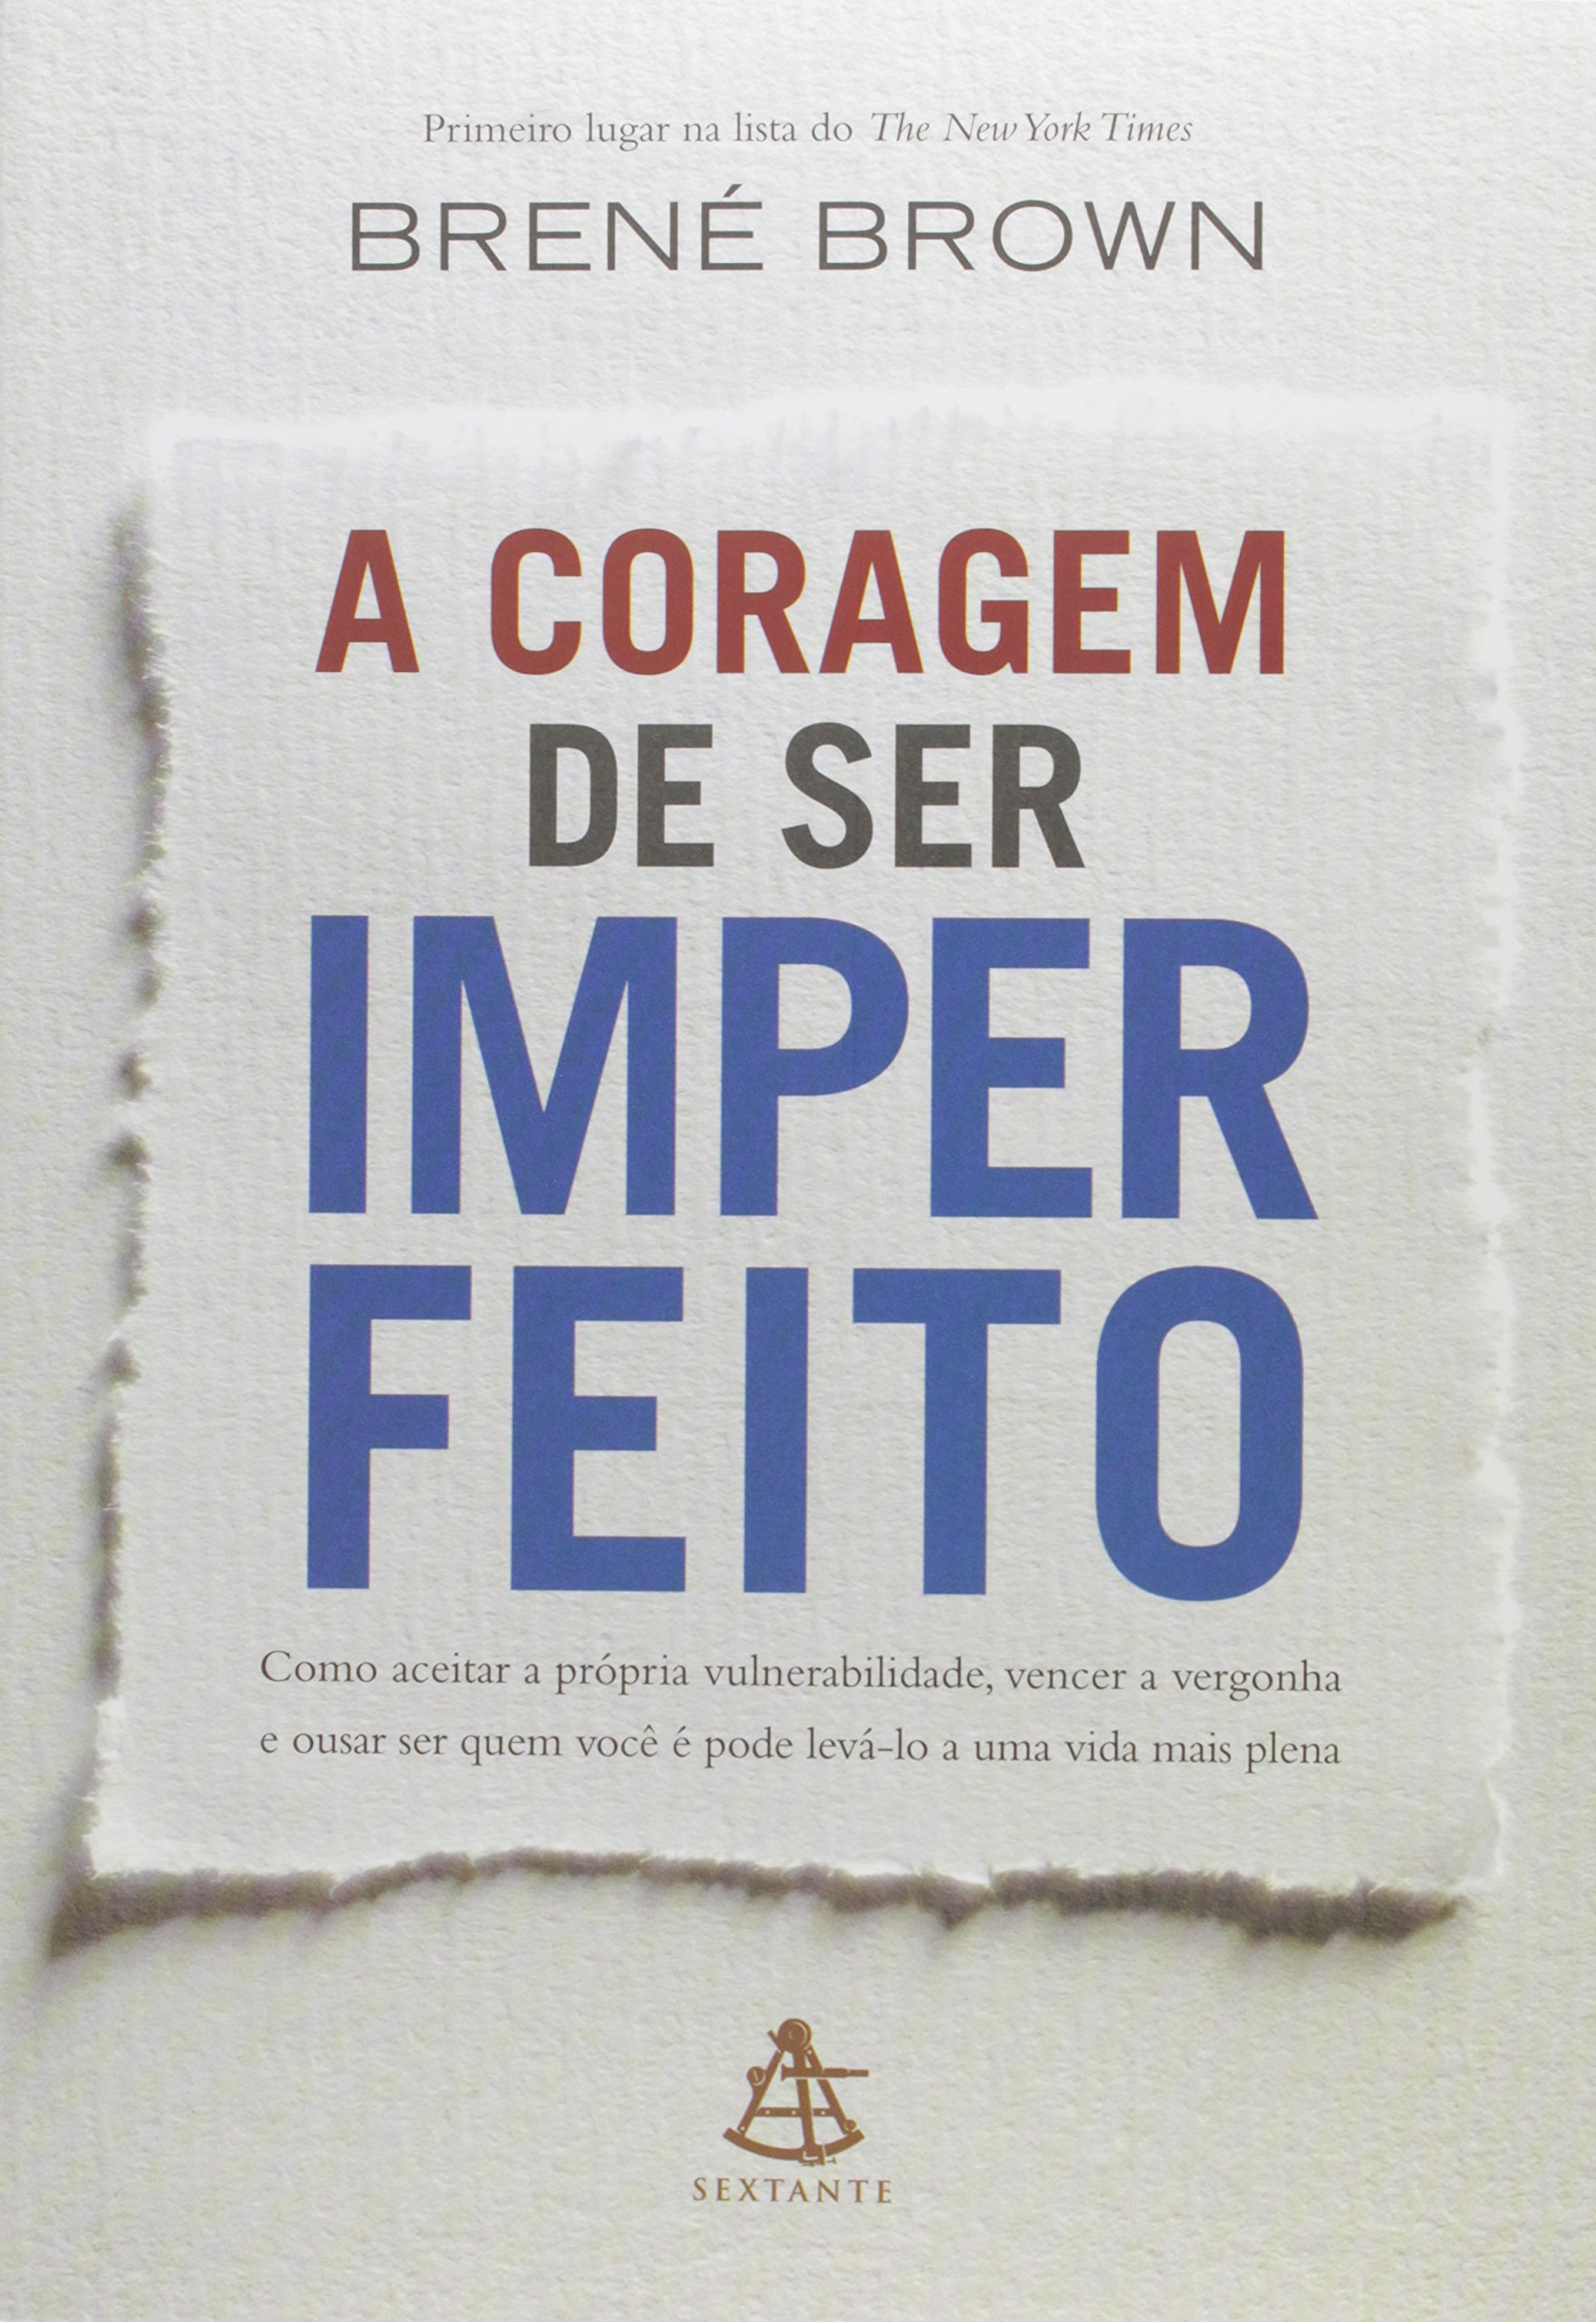 Primeiro lugar na lista do The New York Times
BRENÉ BROWN
A CORAGEM
DE SER
IMPER
FEITO
Como aceitar a própria vulnerabilidade, vencer a vergonha
e ousar ser quem você é pode levá-lo a uma vida mais plena
SEXTANTE